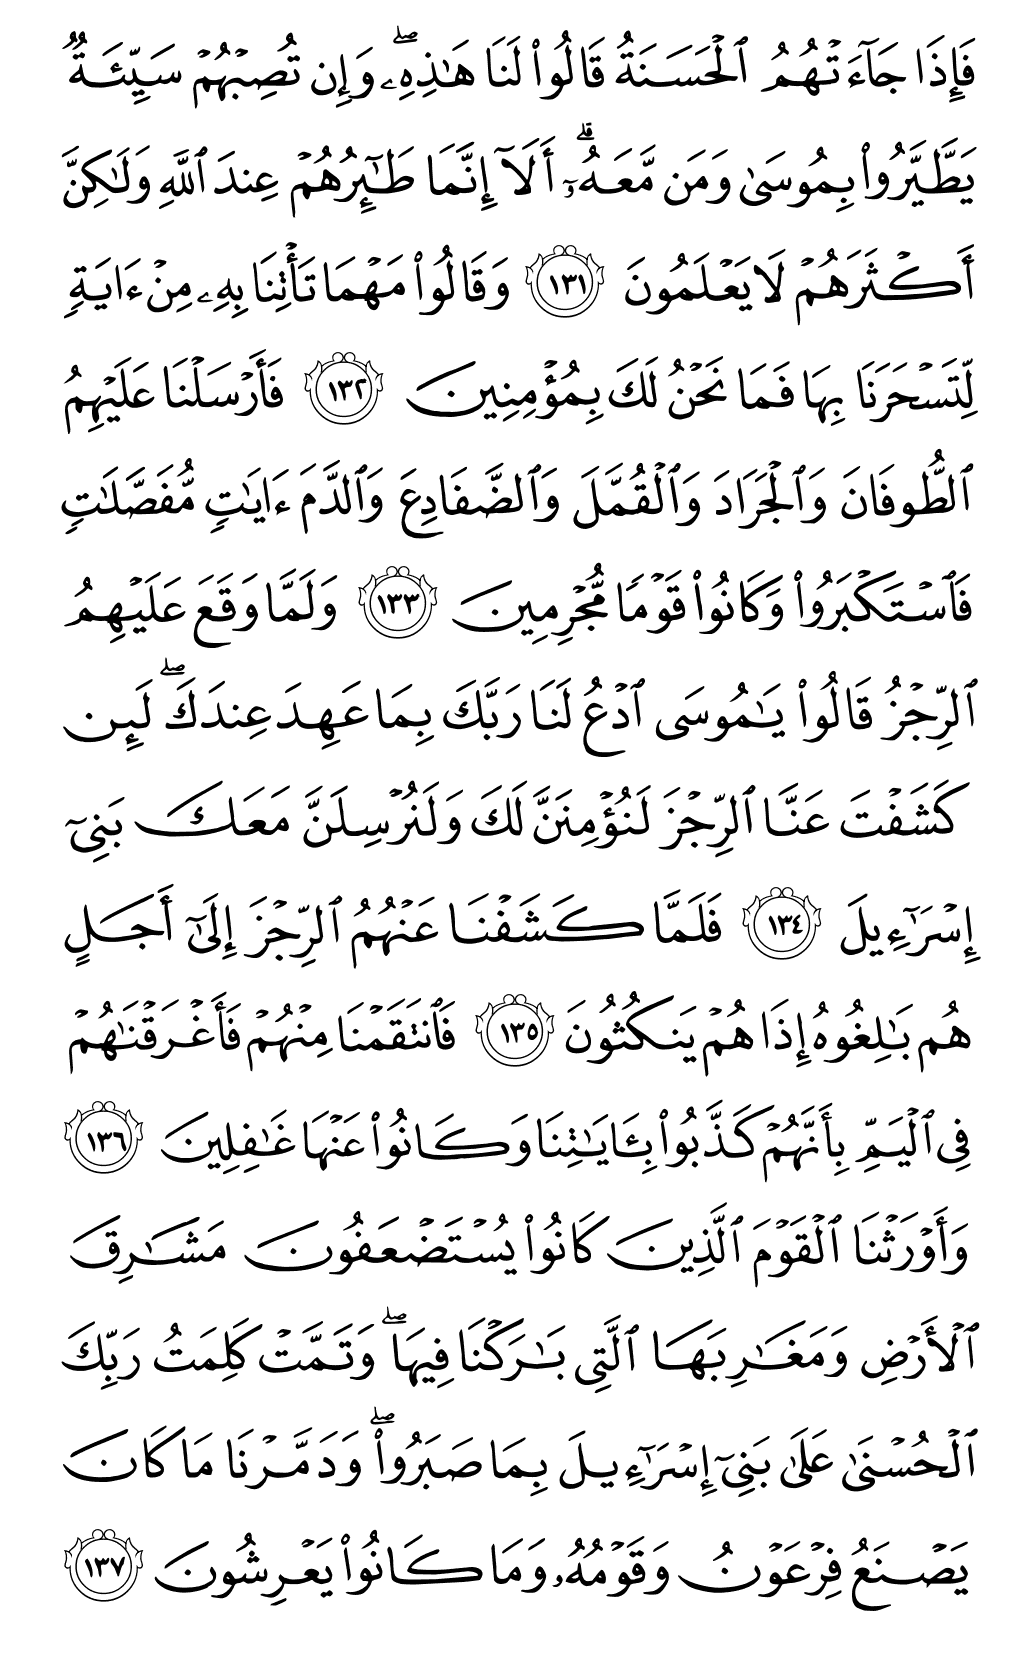 فَإِذَا جَآءَتْهُمُ ٱلْحَسَنَةُ قَالُوا۟ لَنَا هَـٰذِهِۦ ۖ وَإِن تُصِبْهُمْ سَيِّئَةٌ
يَطَّيَّرُوا۟ بِمُوسَىٰ وَمَن مَّعَهُۥٓ ۗ أَلَآ إِنَّمَا طَـٰٓئِرُهُمْ عِندَ ٱللَّهِ وَلَـٰكِنَّ
أَكْثَرَهُمْ لَا يَعْلَمُونَ ١٣١ وَقَالُوا۟ مَهْمَا تَأْتِنَا بِهِۦ مِنْ ءَايَةٍ
لِّتَسْحَرَنَا بِهَا فَمَا نَحْنُ لَكَ بِمُؤْمِنِينَ ١٣٢ فَأَرْسَلْنَا عَلَيْهِمُ
ٱلطُّوفَانَ وَٱلْجَرَادَ وَٱلْقُمَّلَ وَٱلضَّفَادِعَ وَٱلدَّمَ ءَايَـٰتٍ مُّفَصَّلَـٰتٍ
فَٱسْتَكْبَرُوا۟ وَكَانُوا۟ قَوْمًا مُّجْرِمِينَ ١٣٣ وَلَمَّا وَقَعَ عَلَيْهِمُ
ٱلرِّجْزُ قَالُوا۟ يَـٰمُوسَى ٱدْعُ لَنَا رَبَّكَ بِمَا عَهِدَ عِندَكَ ۖ لَئِن
كَشَفْتَ عَنَّا ٱلرِّجْزَ لَنُؤْمِنَنَّ لَكَ وَلَنُرْسِلَنَّ مَعَكَ بَنِىٓ
إِسْرَٰٓءِيلَ ١٣٤ فَلَمَّا كَشَفْنَا عَنْهُمُ ٱلرِّجْزَ إِلَىٰٓ أَجَلٍ
هُم بَـٰلِغُوهُ إِذَا هُمْ يَنكُثُونَ ١٣٥ فَٱنتَقَمْنَا مِنْهُمْ فَأَغْرَقْنَـٰهُمْ
فِى ٱلْيَمِّ بِأَنَّهُمْ كَذَّبُوا۟ بِـَٔايَـٰتِنَا وَكَانُوا۟ عَنْهَا غَـٰفِلِينَ ١٣٦
وَأَوْرَثْنَا ٱلْقَوْمَ ٱلَّذِينَ كَانُوا۟ يُسْتَضْعَفُونَ مَشَـٰرِقَ
ٱلْأَرْضِ وَمَغَـٰرِبَهَا ٱلَّتِى بَـٰرَكْنَا فِيهَا ۖ وَتَمَّتْ كَلِمَتُ رَبِّكَ
ٱلْحُسْنَىٰ عَلَىٰ بَنِىٓ إِسْرَٰٓءِيلَ بِمَا صَبَرُوا۟ ۖ وَدَمَّرْنَا مَا كَانَ
يَصْنَعُ فِرْعَوْنُ وَقَوْمُهُۥ وَمَا كَانُوا۟ يَعْرِشُونَ ١٣٧